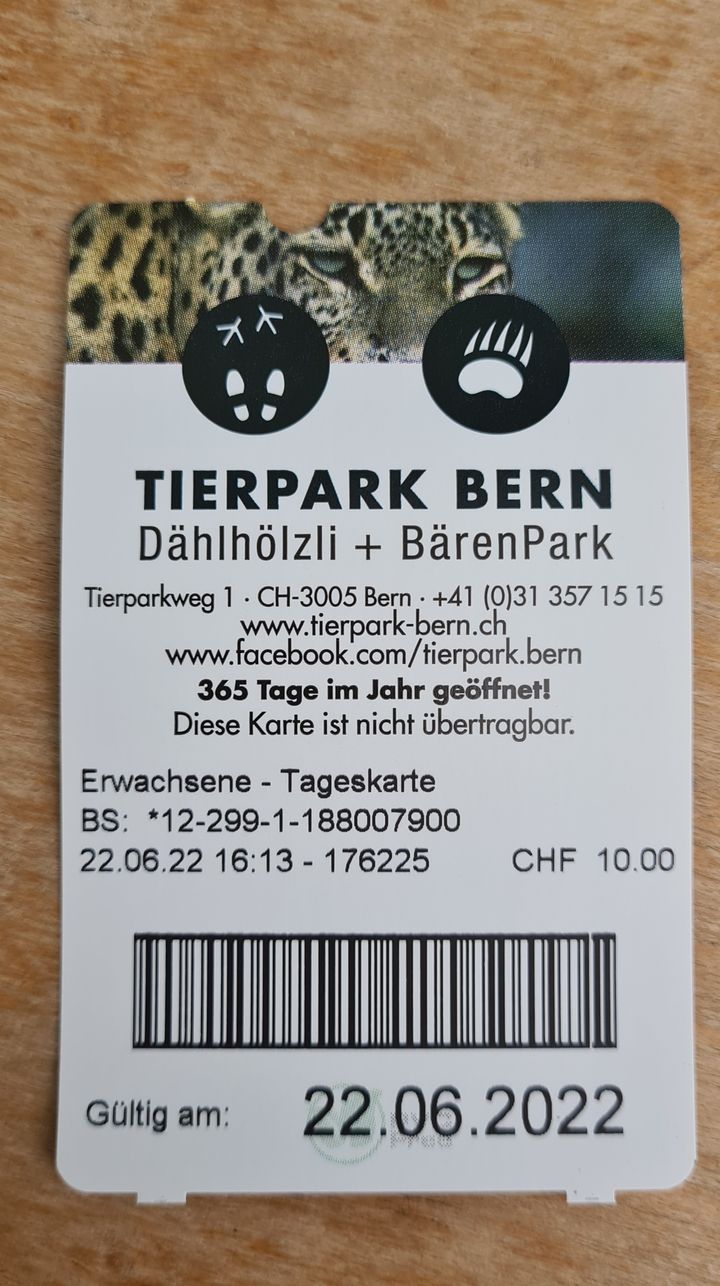 TIERPARK BERN
Dählhölzli + BärenPark
Tierparkweg 1 · CH-3005 Bern · +41 (0)31 357 15 15
www.tierpark-bern.ch
www.facebook.com/tierpark.bern
365 Tage im Jahr geöffnet!
Diese Karte ist nicht übertragbar.
Erwachsene - Tageskarte
BS: *12-299-1-188007900
22.06.22 16:13 - 176225 CHF 10.00
Gültig am: 22.06.2022